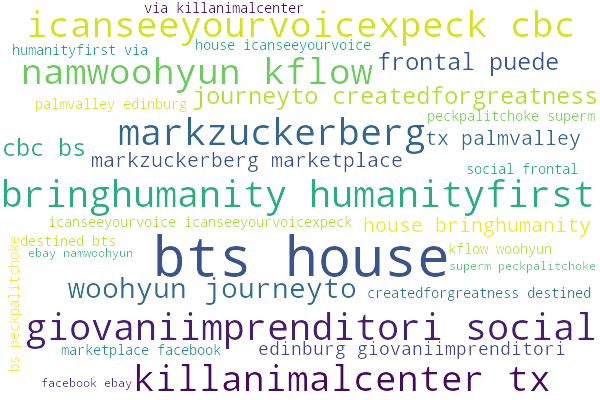 via killanimalcenter
icanseeyourvoicexpeck cbc
humanityfirst via
house icanseeyourvoice
namwoohyun kflow
frontal puede
journeyto createdforgreatness
palmvalley edinburg
peckpalitchoke superm
markzuckerberg
tx palmvalley
cbc bs
markzuckerberg marketplace
social frontal
bringhumanity humanityfirst
icanseeyourvoice icanseeyourvoicexpeck
house bringhumanity
destined bts
bts house
kflow woohyun
ebay namwoohyun
superm peckpalitchoke
bs peckpalitchoke
woohyun journeyto
createdforgreatness destined
giovaniimprenditori social
marketplace facebook
edinburg giovaniimprenditori
facebook ebay
killanimalcenter tx